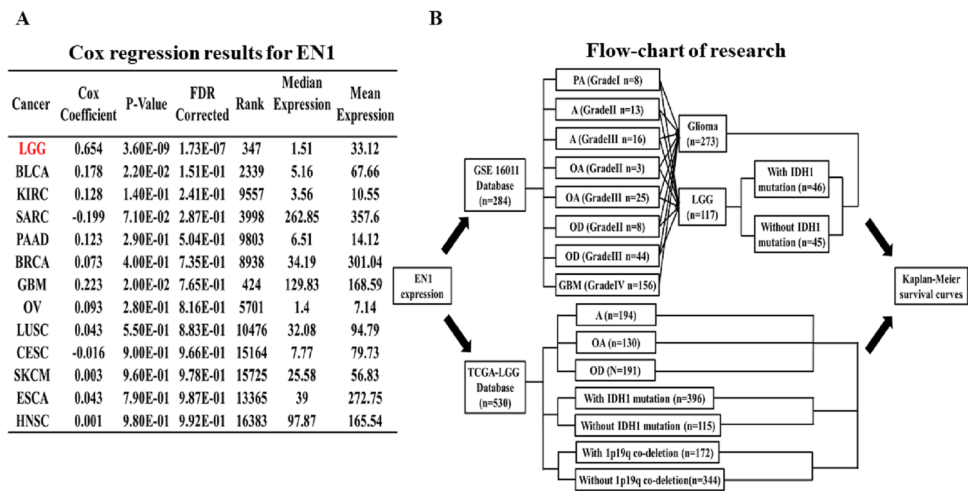 A
Cox regression results for EN1
Cancer Cox Coefficient P-Value FDR Corrected Rank Median Expression Mean Expression
LGG 0.654 3.60E-09 1.73E-07 347 1.51 33.12
BLCA 0.178 2.20E-02 1.51E-01 2339 5.16 67.66
KIRC 0.128 1.40E-01 2.41E-01 9557 3.56 10.55
SARC -0.199 7.10E-02 2.87E-01 3998 262.85 357.6
PAAD 0.123 2.90E-01 5.04E-01 9803 6.51 14.12
BRCA 0.073 4.00E-01 7.35E-01 8938 34.19 301.04
GBM 0.223 2.00E-02 7.65E-01 424 129.83 168.59
OV 0.093 2.80E-01 8.16E-01 5701 1.4 7.14
LUSC 0.043 5.50E-01 8.83E-01 10476 32.08 94.79
CESC -0.016 9.00E-01 9.66E-01 15164 7.77 79.73
SKCM 0.003 9.60E-01 9.78E-01 15725 25.58 56.83
ESCA 0.043 7.90E-01 9.87E-01 13365 39 272.75
HNSC 0.001 9.80E-01 9.92E-01 16383 97.87 165.54
B
Flow-chart of research
EN1
expression
GSE 16011
Database
(n=284)
PA (GradeI n=8)
A (GradeII n=13)
A (GradeIII n=16)
OA (GradeII n=3)
OA (GradeIII n=25)
OD (GradeII n=8)
OD (GradeIII n=44)
GBM (GradeIV n=156)
Glioma
(n=273)
LGG
(n=117)
With IDH1
mutation (n=46)
Without IDH1
mutation (n=45)
TCGA-LGG
Database
(n=530)
A (n=194)
OA (n=130)
OD (N=191)
With IDH1 mutation (n=396)
Without IDH1 mutation (n=115)
With 1p19q co-deletion (n=172)
Without 1p19q co-deletion(n=344)
Kaplan-Meier
survival curves